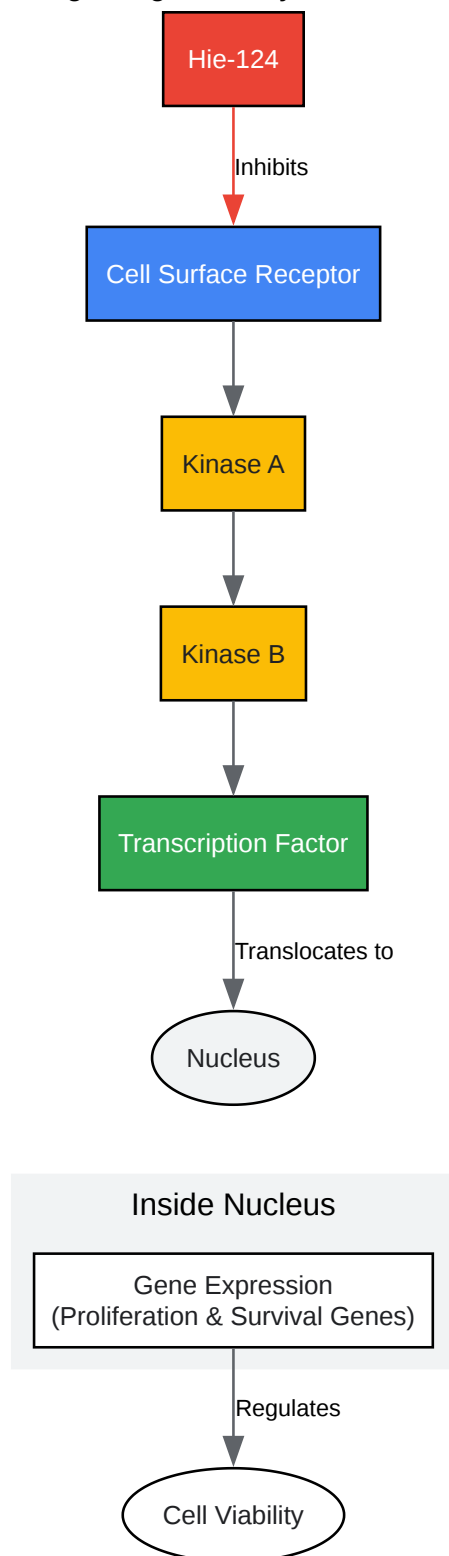 Hie-124
Inhibits
Cell Surface Receptor
Kinase A
Kinase B
Transcription Factor
Translocates to
Nucleus
Inside Nucleus
Gene Expression
(Proliferation & Survival Genes)
Regulates
Cell Viability